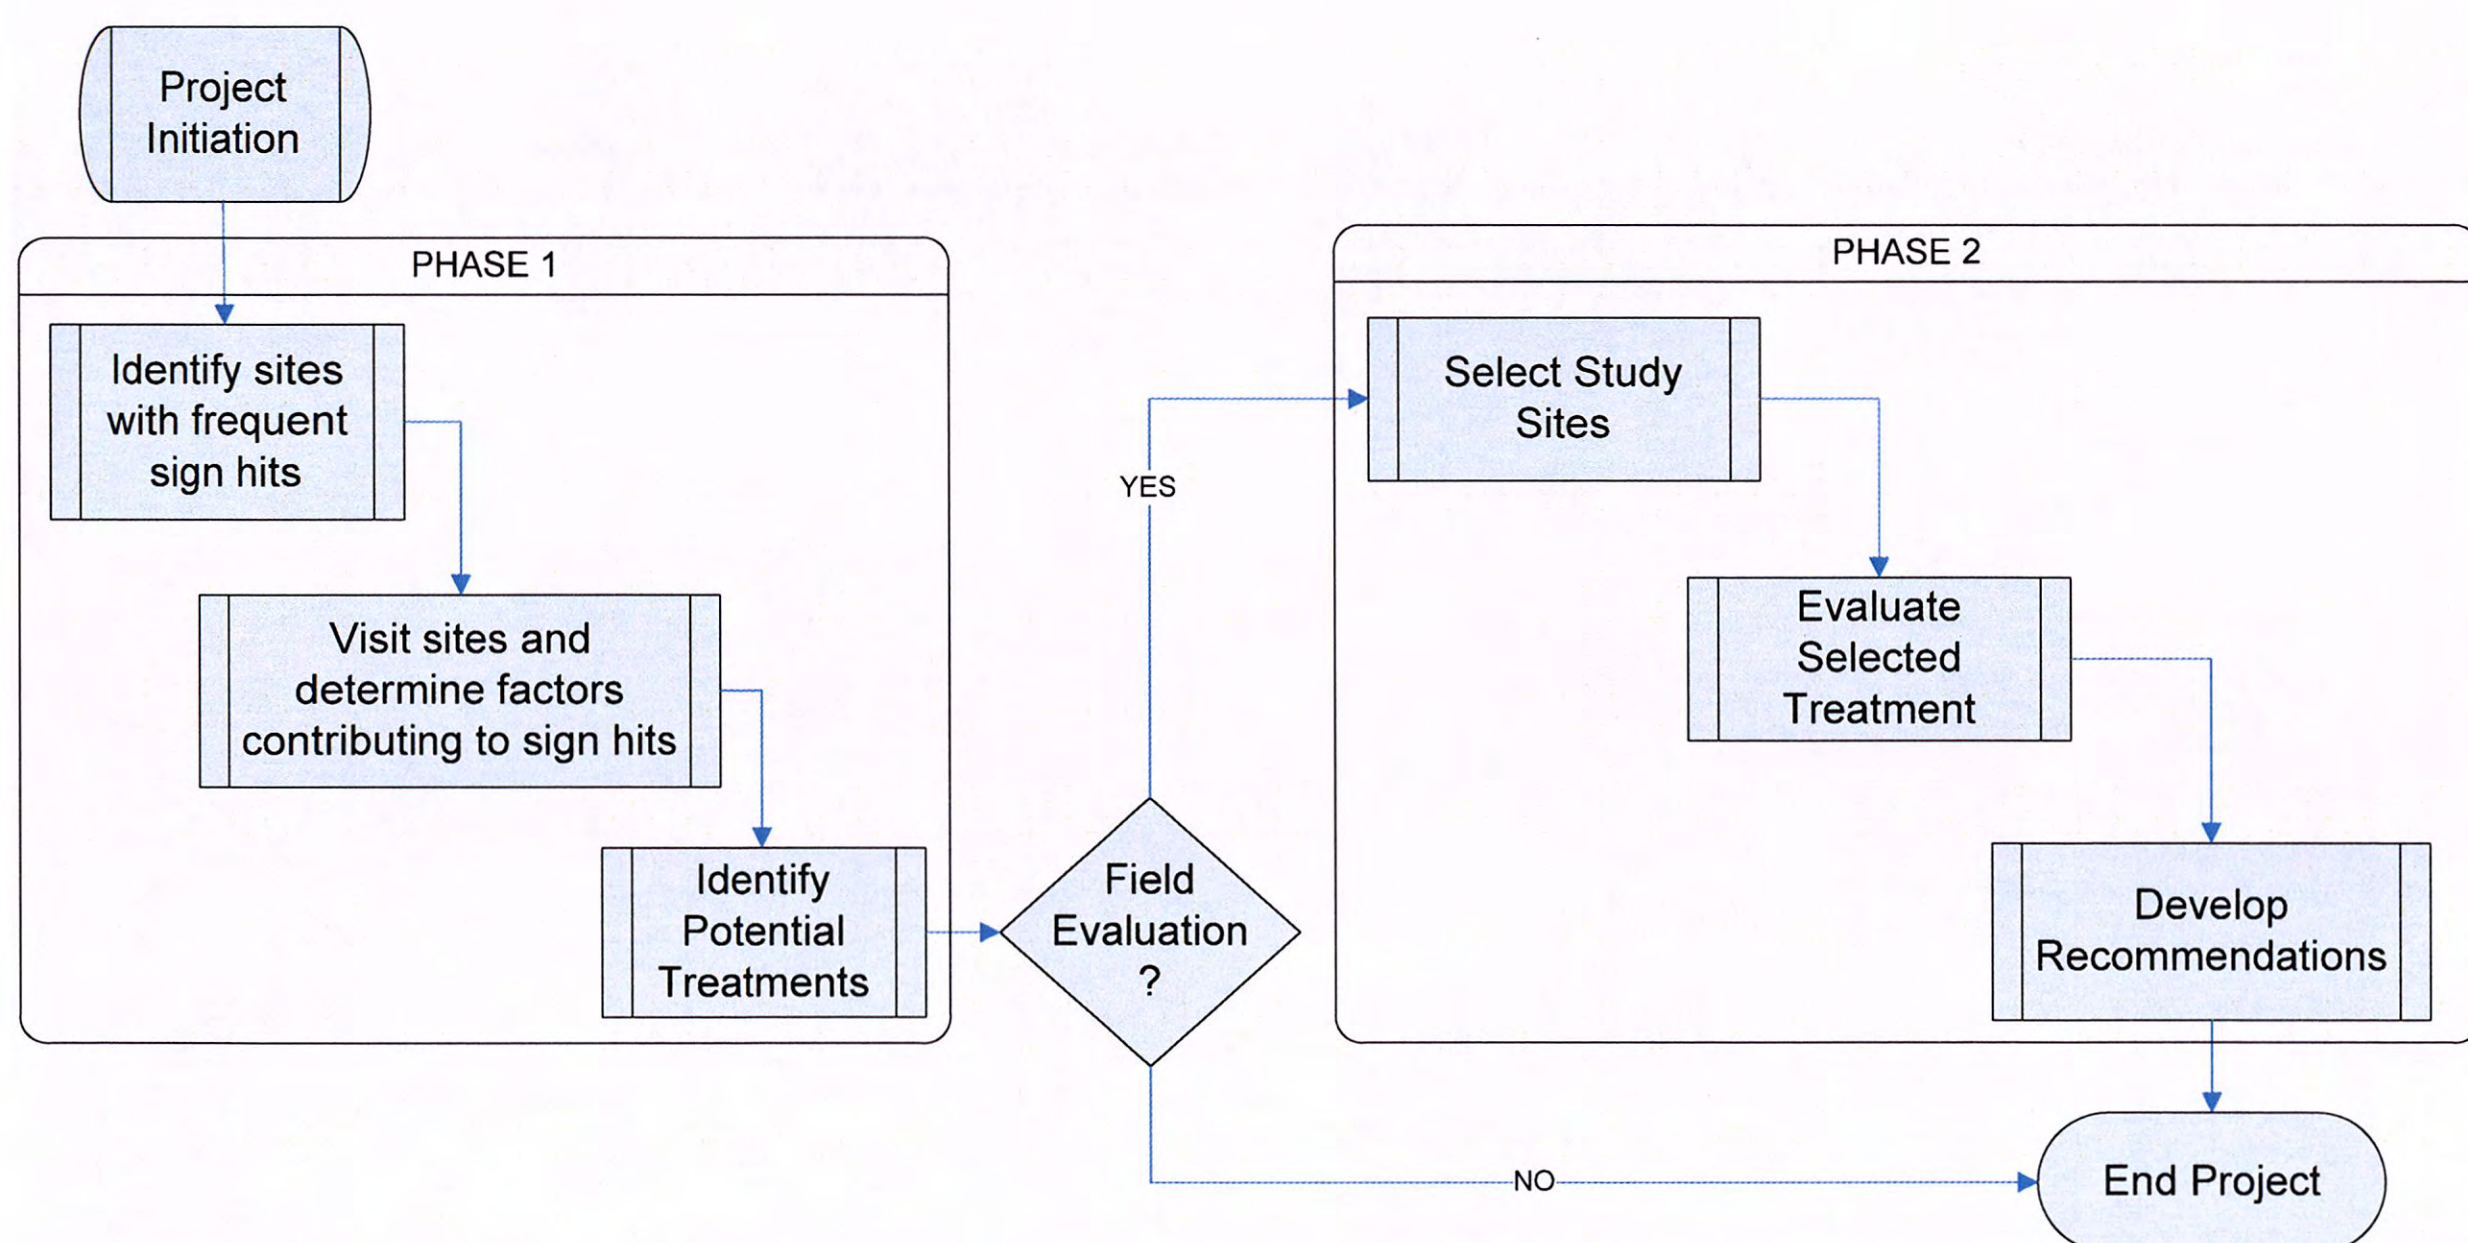 Project
Initiation
PHASE 1
Identify sites
with frequent
sign hits
Visit sites and
determine factors
contributing to sign hits
Identify
Potential
Treatments
Field
Evaluation
?
YES
NO
PHASE 2
Select Study
Sites
Evaluate
Selected
Treatment
Develop
Recommendations
End Project